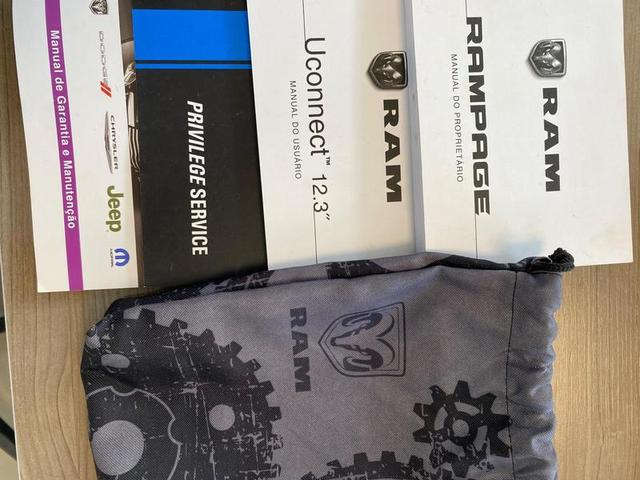 Manual de Garantia e Manutenção
DODGE
CHRYSLER
Jeep
mopar
PRIVILEGE SERVICE
RAM
Uconnect™ 12.3"
MANUAL DO USUÁRIO
RAM
RAMPAGE
MANUAL DO PROPRIETÁRIO
RAM